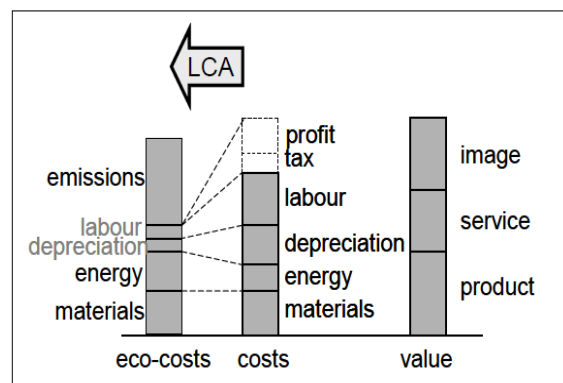 LCA
emissions
labour
depreciation
energy
materials
profit
tax
labour
depreciation
energy
materials
image
service
product
eco-costs costs value